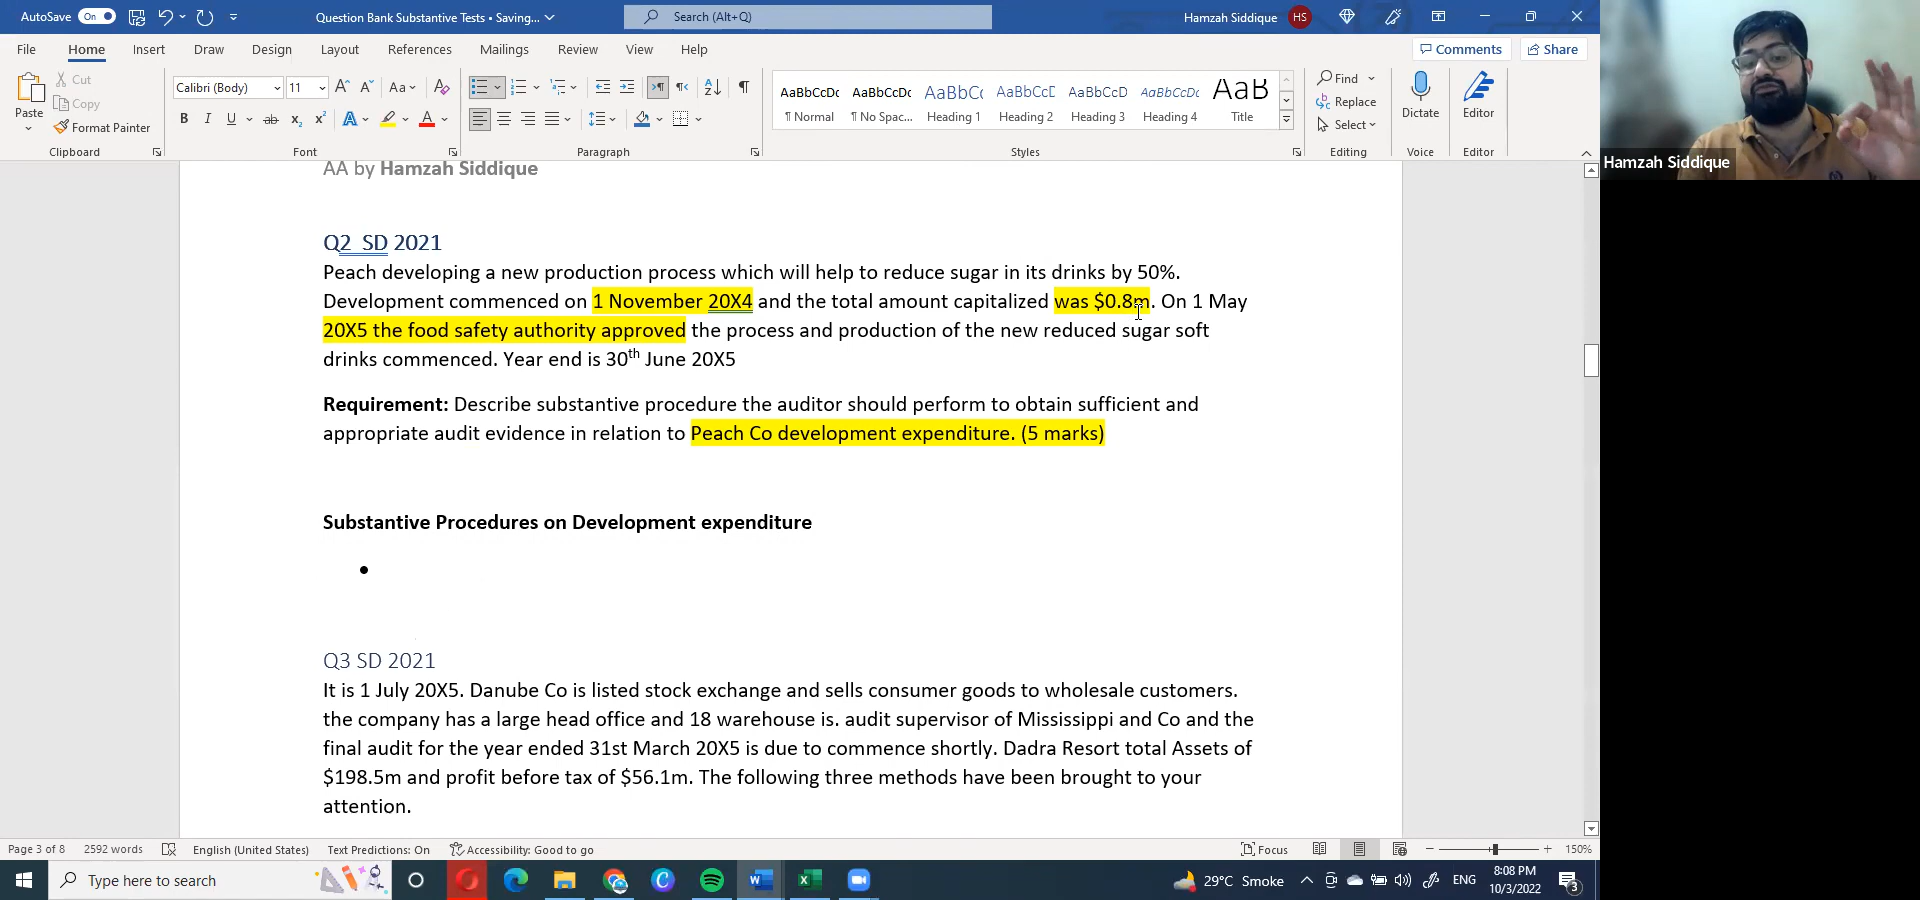 AutoSave On Question Bank Substantive Tests • Saving... Search (Alt+Q) Hamzah Siddique HS
File Home Insert Draw Design Layout References Mailings Review View Help Comments Share
Paste Cut Copy Format Painter
Calibri (Body) 11 Aa
AaBbCcDc AaBbCcDc AaBbC( AaBbCcD AaBbCcD AaBbCcDc AaB
¶ Normal ¶ No Spac... Heading 1 Heading 2 Heading 3 Heading 4 Title
Find Replace Select Dictate Editor
Clipboard Font Paragraph Styles Editing Voice Editor
Hamzah Siddique
AA by Hamzah Siddique
Q2 SD 2021
Peach developing a new production process which will help to reduce sugar in its drinks by 50%.
Development commenced on 1 November 20X4 and the total amount capitalized was $0.8m. On 1 May
20X5 the food safety authority approved the process and production of the new reduced sugar soft
drinks commenced. Year end is 30th June 20X5
Requirement: Describe substantive procedure the auditor should perform to obtain sufficient and
appropriate audit evidence in relation to Peach Co development expenditure. (5 marks)
Substantive Procedures on Development expenditure
•
Q3 SD 2021
It is 1 July 20X5. Danube Co is listed stock exchange and sells consumer goods to wholesale customers.
the company has a large head office and 18 warehouse is. audit supervisor of Mississippi and Co and the
final audit for the year ended 31st March 20X5 is due to commence shortly. Dadra Resort total Assets of
$198.5m and profit before tax of $56.1m. The following three methods have been brought to your
attention.
Page 3 of 8 2592 words English (United States) Text Predictions: On Accessibility: Good to go Focus 150%
Type here to search 29°C Smoke ENG 8:08 PM
10/3/2022 3